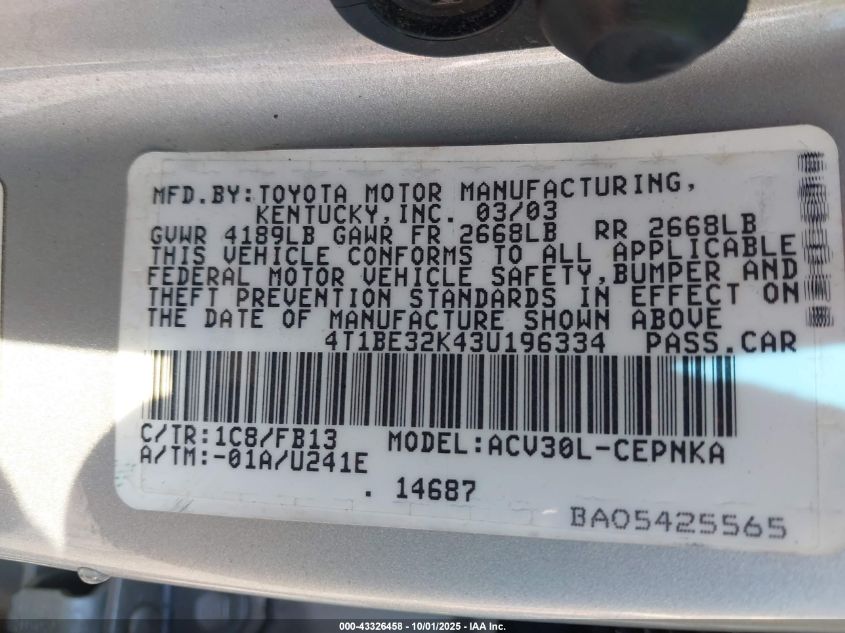 MFD.BY:TOYOTA MOTOR MANUFACTURING,
KENTUCKY,INC. 03/03
GVWR 4189LB GAWR FR 2668LB RR 2668LB
THIS VEHICLE CONFORMS TO ALL APPLICABLE
FEDERAL MOTOR VEHICLE SAFETY,BUMPER AND
THEFT PREVENTION STANDARDS IN EFFECT ON
THE DATE OF MANUFACTURE SHOWN ABOVE
4T1BE32K43U196334 PASS.CAR
C/TR:1C8/FB13 MODEL:ACV30L-CEPNKA
A/TM:-01A/U241E
. 14687
BA05425565
000-43326458 - 10/01/2025 - IAA Inc.